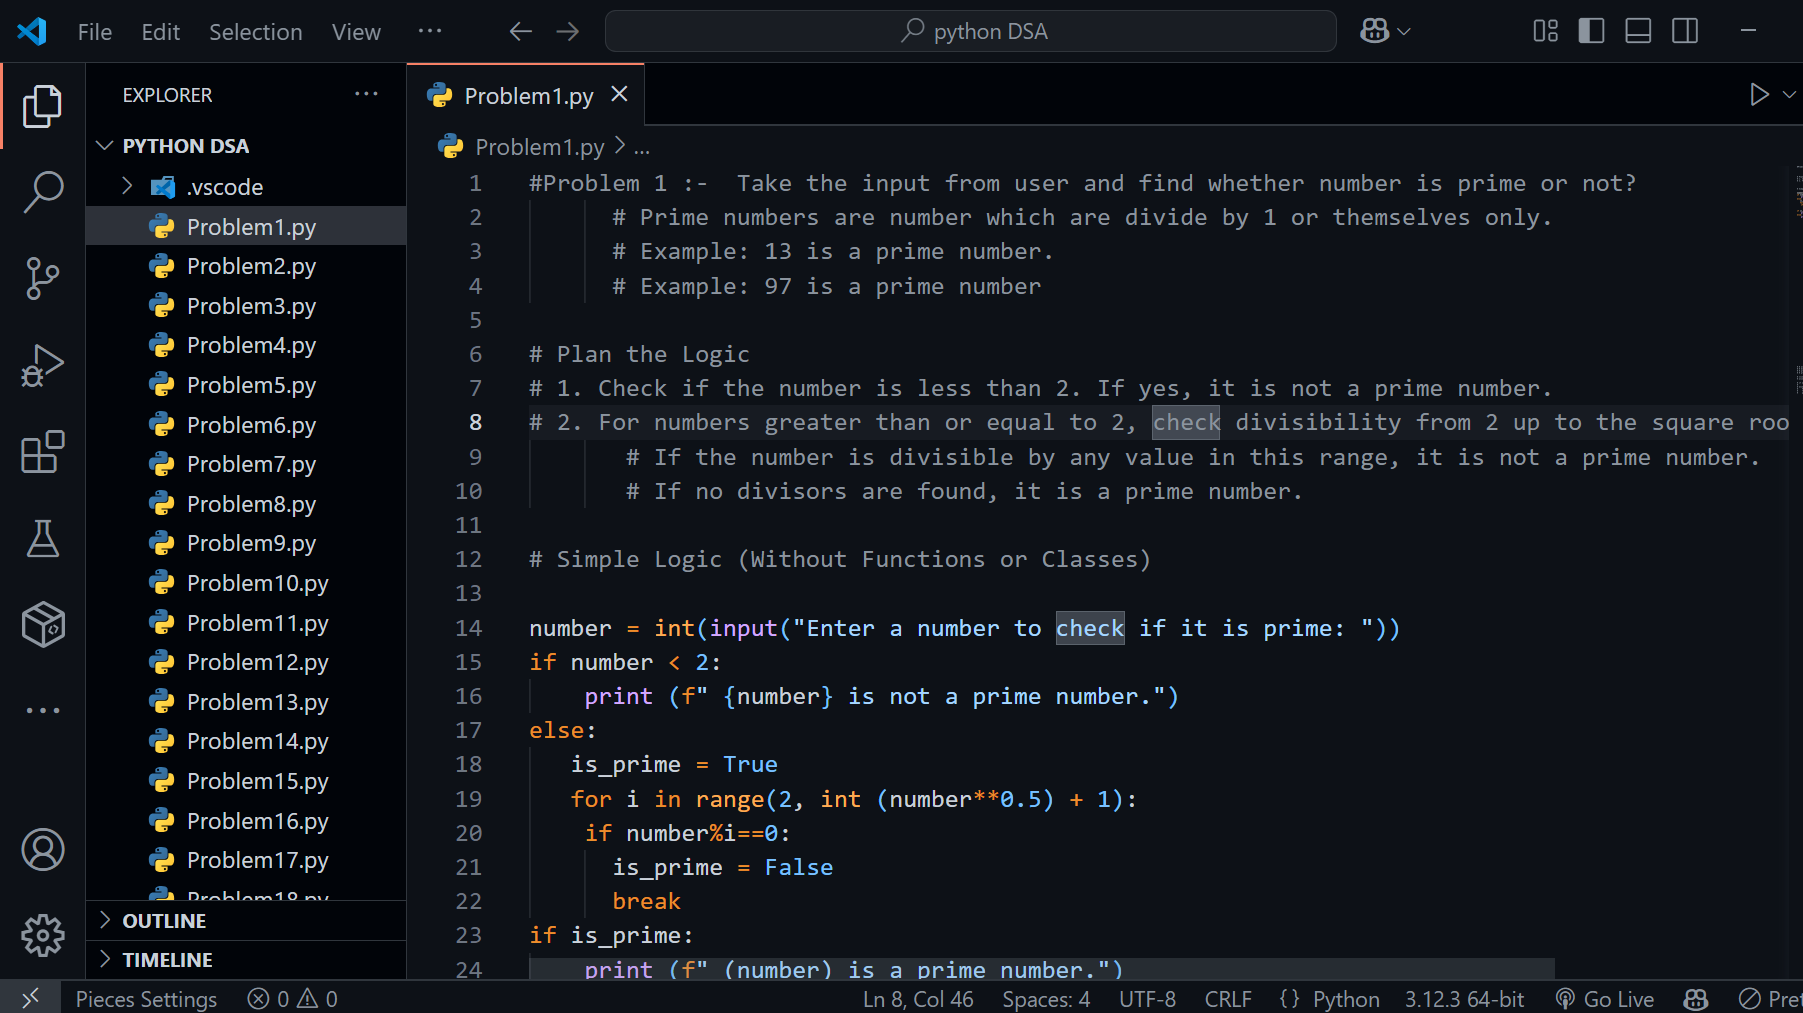 File Edit Selection View ··· python DSA
EXPLORER ···
PYTHON DSA
.vscode
Problem1.py
Problem2.py
Problem3.py
Problem4.py
Problem5.py
Problem6.py
Problem7.py
Problem8.py
Problem9.py
Problem10.py
Problem11.py
Problem12.py
Problem13.py
Problem14.py
Problem15.py
Problem16.py
Problem17.py
Problem18.py
OUTLINE
TIMELINE
Problem1.py
Problem1.py > ...
1 #Problem 1 :-  Take the input from user and find whether number is prime or not?
2       # Prime numbers are number which are divide by 1 or themselves only.
3       # Example: 13 is a prime number.
4       # Example: 97 is a prime number
5
6 # Plan the Logic
7 # 1. Check if the number is less than 2. If yes, it is not a prime number.
8 # 2. For numbers greater than or equal to 2, check divisibility from 2 up to the square roo
9        # If the number is divisible by any value in this range, it is not a prime number.
10        # If no divisors are found, it is a prime number.
11
12 # Simple Logic (Without Functions or Classes)
13
14 number = int(input("Enter a number to check if it is prime: "))
15 if number < 2:
16     print (f" {number} is not a prime number.")
17 else:
18    is_prime = True
19    for i in range(2, int (number**0.5) + 1):
20     if number%i==0:
21       is_prime = False
22       break
23 if is_prime:
24     print (f" (number) is a prime number.")
Pieces Settings 0 0 Ln 8, Col 46 Spaces: 4 UTF-8 CRLF {} Python 3.12.3 64-bit Go Live Pret